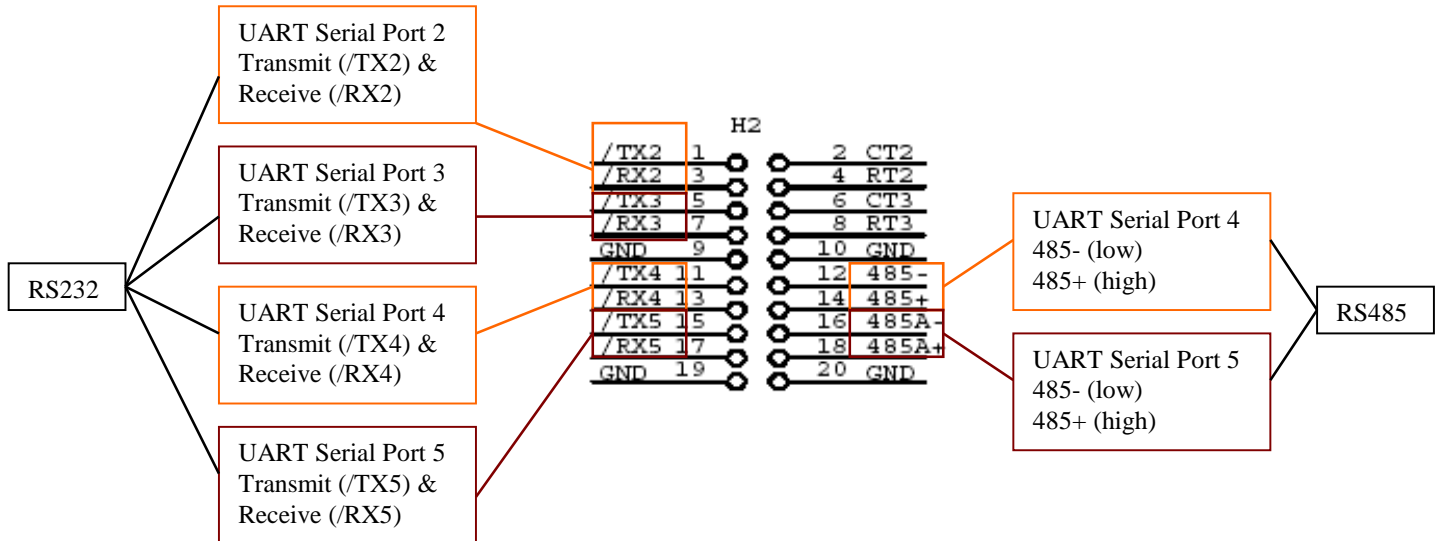 UART Serial Port 2
Transmit (/TX2) &
Receive (/RX2)
UART Serial Port 3
Transmit (/TX3) &
Receive (/RX3)
RS232
UART Serial Port 4
Transmit (/TX4) &
Receive (/RX4)
UART Serial Port 5
Transmit (/TX5) &
Receive (/RX5)
H2
/TX2 1 2 CT2
/RX2 3 4 RT2
/TX3 5 6 CT3
/RX3 7 8 RT3
GND 9 10 GND
/TX4 11 12 485-
/RX4 13 14 485+
/TX5 15 16 485A-
/RX5 17 18 485A+
GND 19 20 GND
UART Serial Port 4
485- (low)
485+ (high)
RS485
UART Serial Port 5
485- (low)
485+ (high)